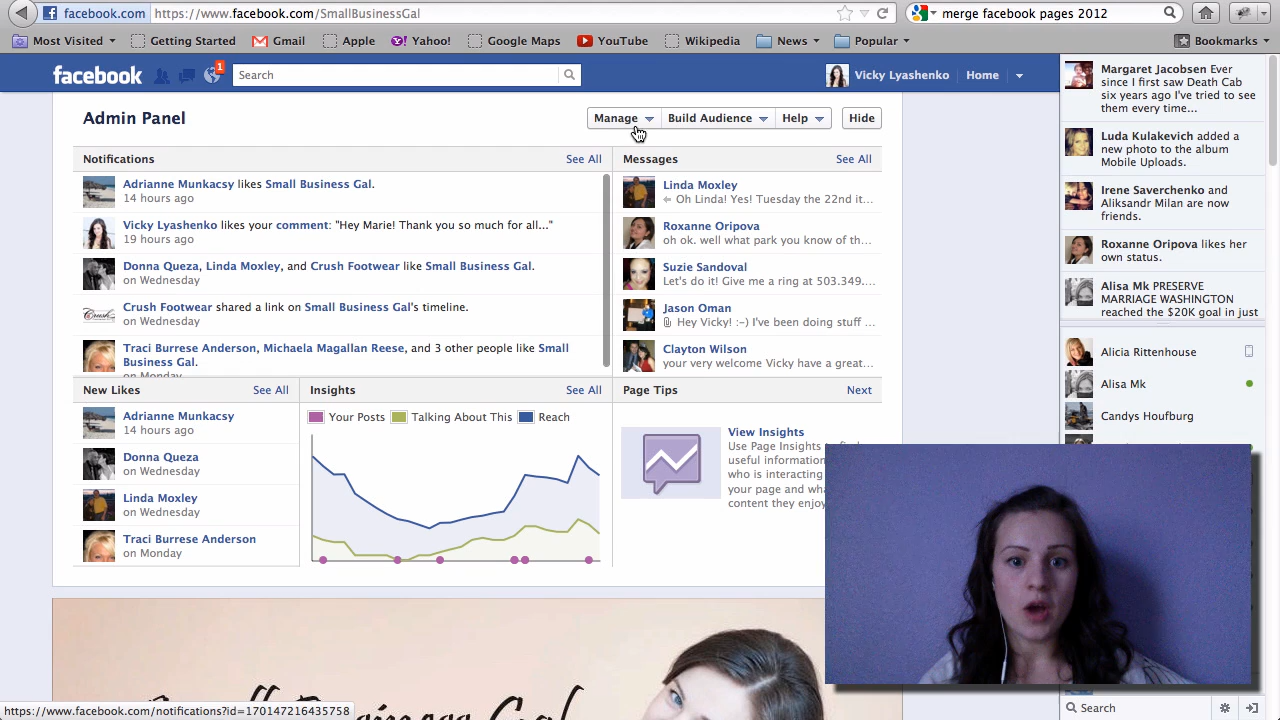 facebook.com
https://www.facebook.com/SmallBusinessGal
merge facebook pages 2012
Most Visited
Getting Star
Gmail
Apple
Yahoo!
Google Maps
YouTube
Wikipedia
News
Popular
Bookmarks
facebook
1
Search
Vicky Lyashenko
Home
Admin Panel
Manage
Build Audience
Help
Hide
Notifications
See All
Adrianne Munkacsy likes Small Business Gal.
14 hours ago
Vicky Lyashenko likes your comment: "Hey Marie! Thank you so much for all..."
19 hours ago
Donna Queza, Linda Moxley, and Crush Footwear like Small Business Gal.
on Wednesday
Crush Footwear shared a link on Small Business Gal's timeline.
on Wednesday
Traci Burrese Anderson, Michaela Magallan Reese, and 3 other people like Small
Business Gal.
on Monday
Messages
See All
Linda Moxley
Oh Linda! Yes! Tuesday the 22nd it...
Roxanne Oripova
oh ok. well what park you know of th...
Suzie Sandoval
Let's do it! Give me a ring at 503.349....
Jason Oman
Hey Vicky! :-) I've been doing stuff ...
Clayton Wilson
your very welcome Vicky have a great...
New Likes
See All
Adrianne Munkacsy
14 hours ago
Donna Queza
on Wednesday
Linda Moxley
on Wednesday
Traci Burrese Anderson
on Monday
Insights
See All
Your Posts
Talking About This
Reach
Page Tips
Next
View Insights
Use Page Insights to find
useful information
who is interacting
your page and wha
content they enjoy
Margaret Jacobsen Ever
since I first saw Death Cab
six years ago I've tried to see
them every time...
Luda Kulakevich added a
new photo to the album
Mobile Uploads.
Irene Saverchenko and
Aliksandr Milan are now
friends.
Roxanne Oripova likes her
own status.
Alisa Mk PRESERVE
MARRIAGE WASHINGTON
reached the $20K goal in just
Alicia Rittenhouse
Alisa Mk
Candys Houfburg
Search
https://www.facebook.com/notifications?id=170147216435758